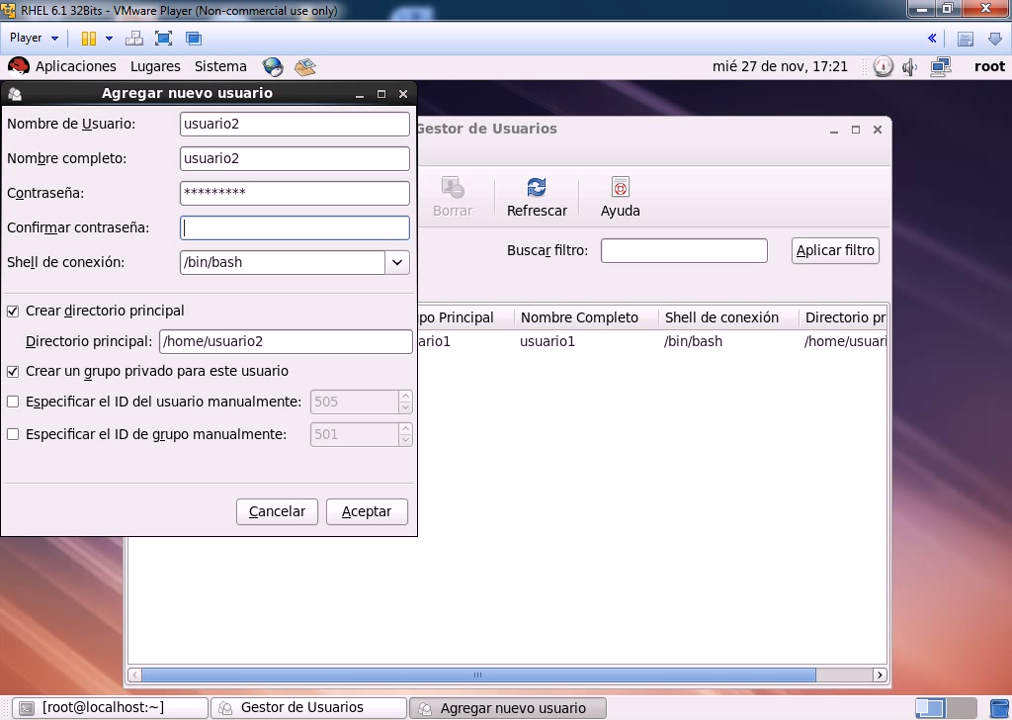 RHEL 6.1 32Bits - VMware Player (Non-commercial use only)
Player
Aplicaciones Lugares Sistema mié 27 de nov, 17:21 root
Agregar nuevo usuario
Nombre de Usuario: usuario2
Nombre completo: usuario2
Contraseña: *********
Confirmar contraseña:
Shell de conexión: /bin/bash
Crear directorio principal
Directorio principal: /home/usuario2
Crear un grupo privado para este usuario
Especificar el ID del usuario manualmente: 505
Especificar el ID de grupo manualmente: 501
Cancelar Aceptar
Gestor de Usuarios
Borrar Refrescar Ayuda
Buscar filtro: Aplicar filtro
po Principal Nombre Completo Shell de conexión Directorio pr
ario1 usuario1 /bin/bash /home/usuari
[root@localhost:~] Gestor de Usuarios Agregar nuevo usuario